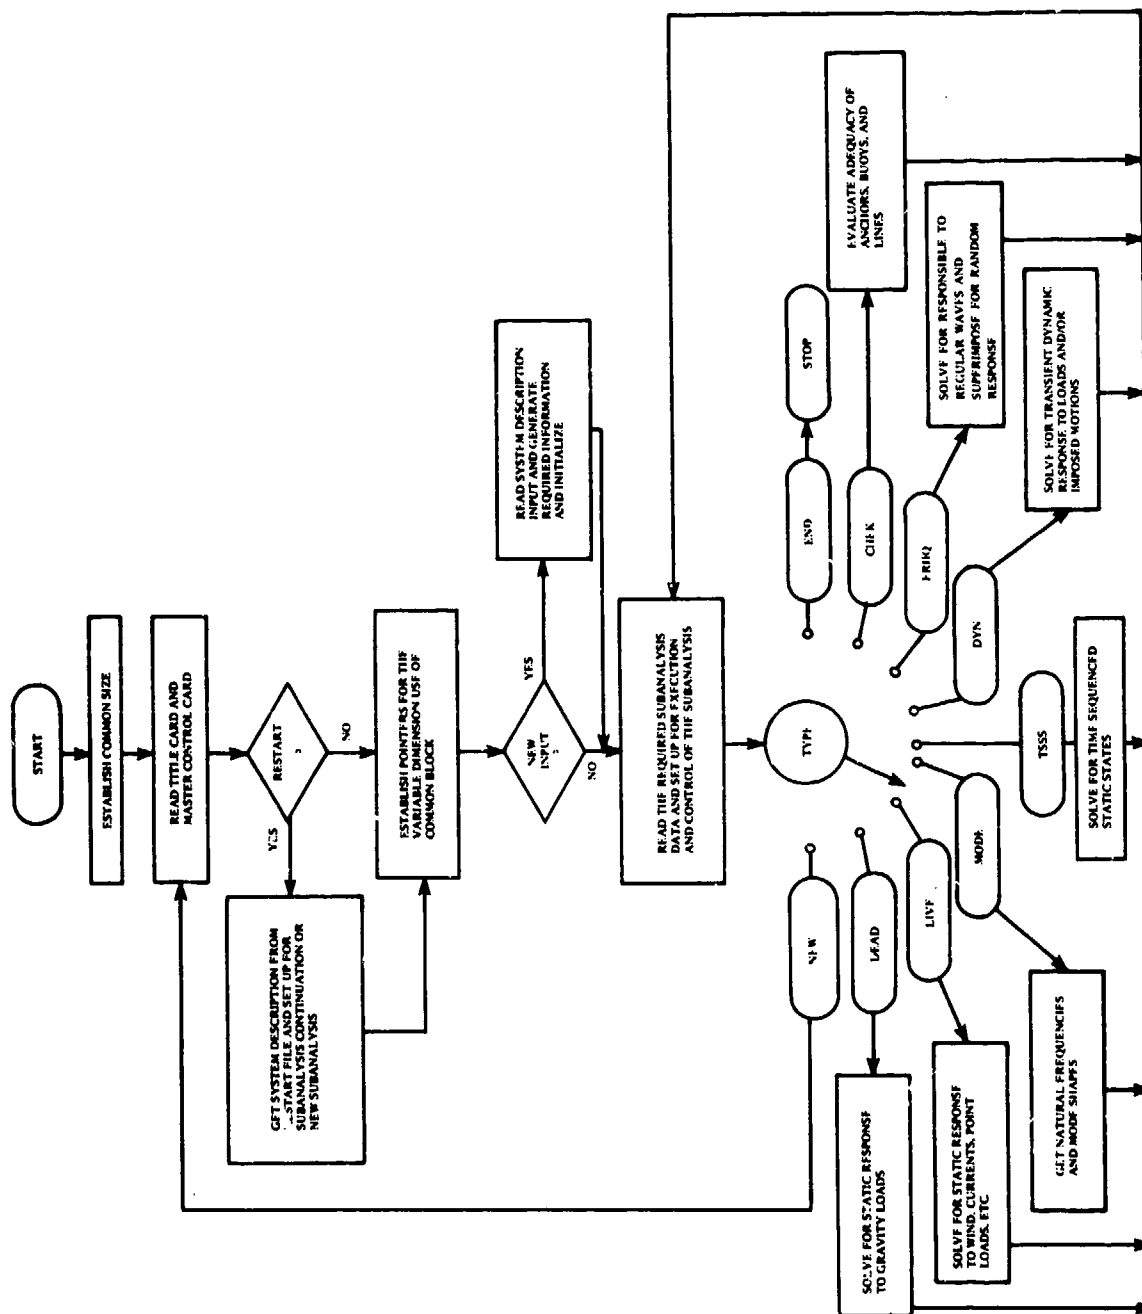 START
ESTABLISH COMMON SIZE
READ TITLE CARD AND
MASTER CONTROL CARD
RESTART
?
YES
NO
GET SYSTEM DESCRIPTION FROM
RESTART FILE AND SET UP FOR
SUBANALYSIS CONTINUATION OR
NEW SUBANALYSIS
ESTABLISH POINTERS FOR THE
VARIABLE DIMENSION USE OF
COMMON BLOCK
NEW
INPUT
?
YES
NO
READ SYSTEM DESCRIPTION
INPUT AND GENERATE
REQUIRED INFORMATION
AND INITIALIZE
READ THE REQUIRED SUBANALYSIS
DATA AND SET UP FOR EXECUTION
AND CONTROL OF THE SUBANALYSIS
TYPE
NEW
DEAD
LIVE
MODE
TSSS
DYN
FREQ
CHEK
END
STOP
SOLVE FOR STATIC RESPONSE
TO GRAVITY LOADS
SOLVE FOR STATIC RESPONSE
TO WIND, CURRENTS, POINT
LOADS, ETC
GET NATURAL FREQUENCIES
AND MODE SHAPES
SOLVE FOR TIME SEQUENCED
STATIC STATES
SOLVE FOR TRANSIENT DYNAMIC
RESPONSE TO LOADS AND/OR
IMPOSED MOTIONS
SOLVE FOR RESPONSIBLE TO
REGULAR WAVES AND
SUPERIMPOSE FOR RANDOM
RESPONSE
EVALUATE ADEQUACY OF
ANCHORS, BUOYS, AND
LINES